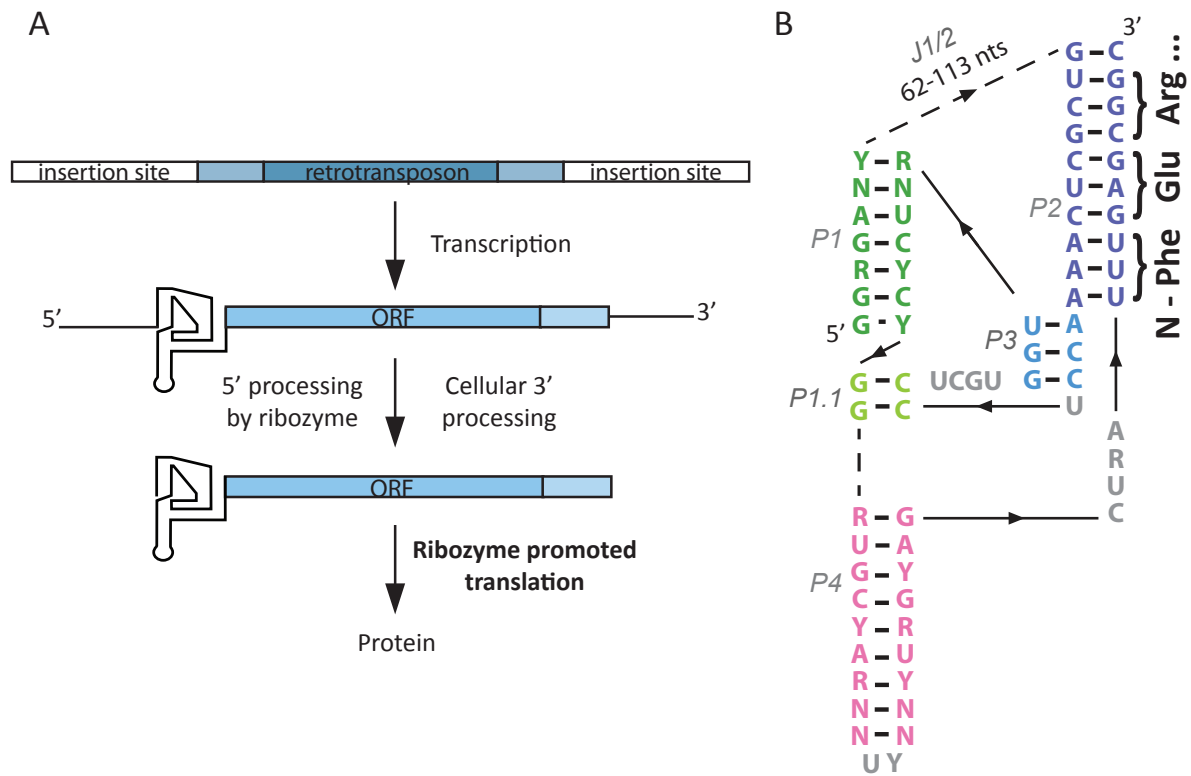 A
insertion site
retrotransposon
insertion site
Transcription
5’
ORF
3’
5’ processing
by ribozyme
Cellular 3’
processing
ORF
Ribozyme promoted
translation
Protein
B
J1/2
62-113 nts
3’
G C
U G
C G
G C
C G
U A
C G
A U
A U
A U
P2
Arg ...
Glu
N - Phe
P1
Y R
N N
A U
G C
R Y
G C
G Y
5’
P3
U A
G C
G C
U
UCGU
P1.1
G C
G C
A
R
U
C
P4
R G
U A
G Y
C G
Y R
A U
R Y
N N
N N
U Y